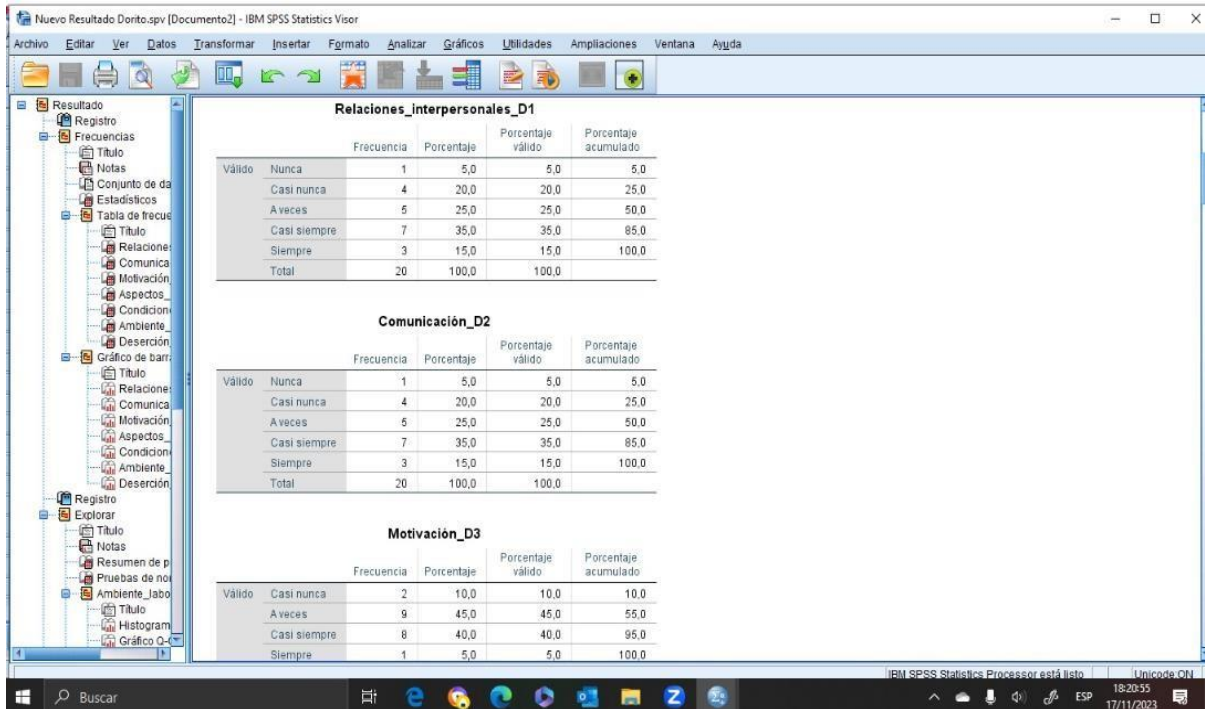 Nuevo Resultado Dorito.spv [Documento2] - IBM SPSS Statistics Visor
Archivo Editar Ver Datos Transformar Insertar Formato Analizar Gráficos Utilidades Ampliaciones Ventana Ayuda
Resultado
Registro
Frecuencias
Título
Notas
Conjunto de da
Estadísticos
Tabla de frecue
Título
Relaciones
Comunica
Motivación_
Aspectos_
Condicion
Ambiente_
Deserción_
Gráfico de barra
Título
Relaciones
Comunica
Motivación_
Aspectos_
Condicion
Ambiente_
Deserción_
Registro
Explorar
Título
Notas
Resumen de p
Pruebas de nor
Ambiente_labo
Título
Histogram
Gráfico Q-
Relaciones_interpersonales_D1
Frecuencia Porcentaje Porcentaje válido Porcentaje acumulado
Válido Nunca 1 5,0 5,0 5,0
Casi nunca 4 20,0 20,0 25,0
A veces 5 25,0 25,0 50,0
Casi siempre 7 35,0 35,0 85,0
Siempre 3 15,0 15,0 100,0
Total 20 100,0 100,0
Comunicación_D2
Frecuencia Porcentaje Porcentaje válido Porcentaje acumulado
Válido Nunca 1 5,0 5,0 5,0
Casi nunca 4 20,0 20,0 25,0
A veces 5 25,0 25,0 50,0
Casi siempre 7 35,0 35,0 85,0
Siempre 3 15,0 15,0 100,0
Total 20 100,0 100,0
Motivación_D3
Frecuencia Porcentaje Porcentaje válido Porcentaje acumulado
Válido Casi nunca 2 10,0 10,0 10,0
A veces 9 45,0 45,0 55,0
Casi siempre 8 40,0 40,0 95,0
Siempre 1 5,0 5,0 100,0
IBM SPSS Statistics Processor está listo Unicode:ON
Buscar
ESP
18:20:55
17/11/2023